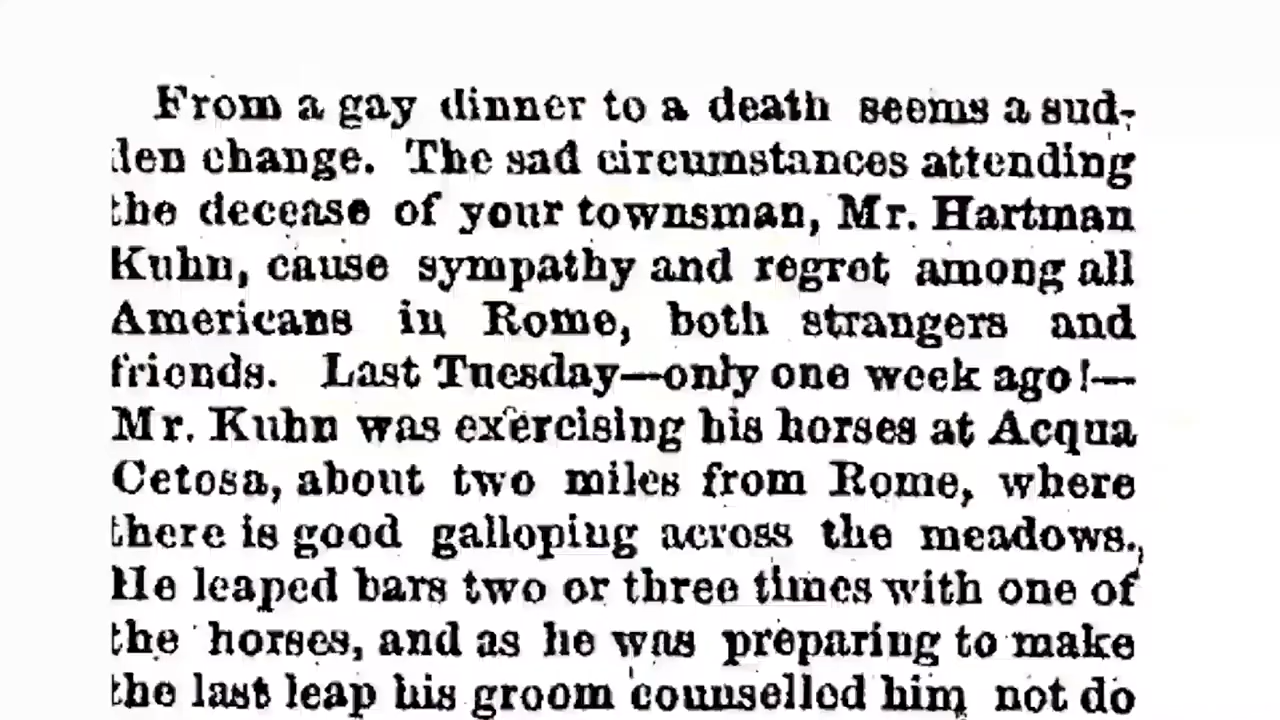 From a gay dinner to a death seems a sud-
den change. The sad circumstances attending
the decease of your townsman, Mr. Hartman
Kuhn, cause sympathy and regret among all
Americans in Rome, both strangers and
friends. Last Tuesday—only one week ago!—
Mr. Kuhn was exercising his horses at Acqua
Cetosa, about two miles from Rome, where
there is good galloping across the meadows.
He leaped bars two or three times with one of
the horses, and as he was preparing to make
the last leap his groom counselled him not do